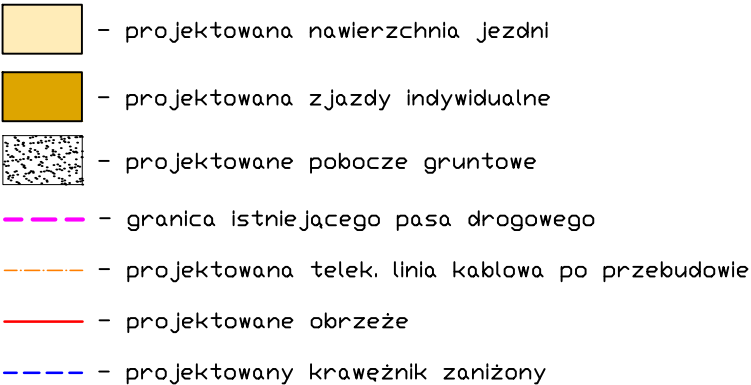 - projektowana nawierzchnia jezdni
- projektowana zjazdy indywidualne
- projektowane pobocze gruntowe
- granica istniejącego pasa drogowego
- projektowana telek. linia kablowa po przebudowie
- projektowane obrzeże
- projektowany krawężnik zaniżony